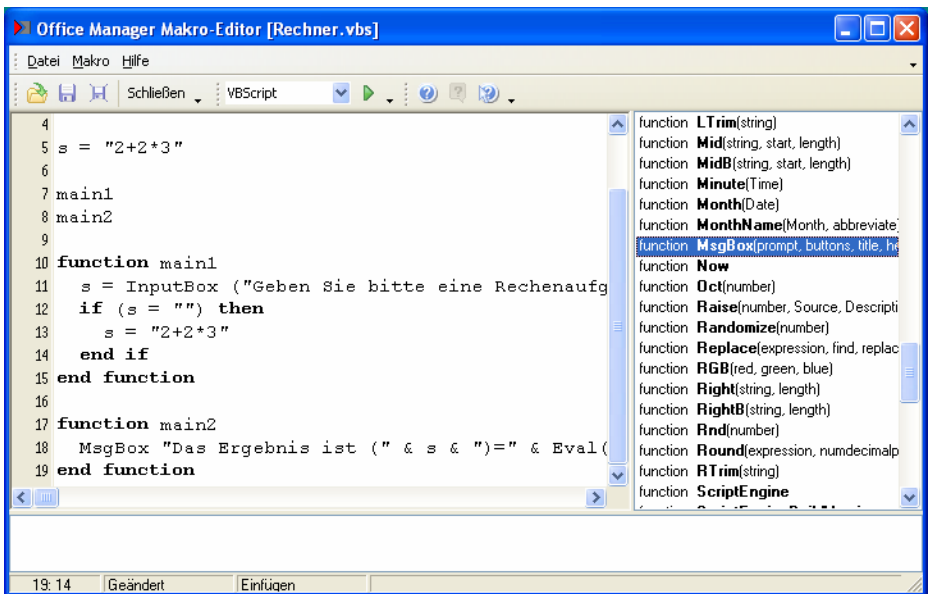 Office Manager Makro-Editor [Rechner.vbs]
Datei Makro Hilfe
Schließen VBScript
4
5 s = "2+2*3"
6
7 main1
8 main2
9
10 function main1
11 s = InputBox ("Geben Sie bitte eine Rechenaufg
12 if (s = "") then
13 s = "2+2*3"
14 end if
15 end function
16
17 function main2
18 MsgBox "Das Ergebnis ist (" & s & ")=" & Eval(
19 end function
function LTrim(string)
function Mid(string, start, length)
function MidB(string, start, length)
function Minute(Time)
function Month(Date)
function MonthName(Month, abbreviate)
function MsgBox(prompt, buttons, title, he
function Now
function Oct(number)
function Raise(number, Source, Descripti
function Randomize(number)
function Replace(expression, find, replac
function RGB(red, green, blue)
function Right(string, length)
function RightB(string, length)
function Rnd(number)
function Round(expression, numdecimalp
function RTrim(string)
function ScriptEngine
19: 14 Geändert Einfügen